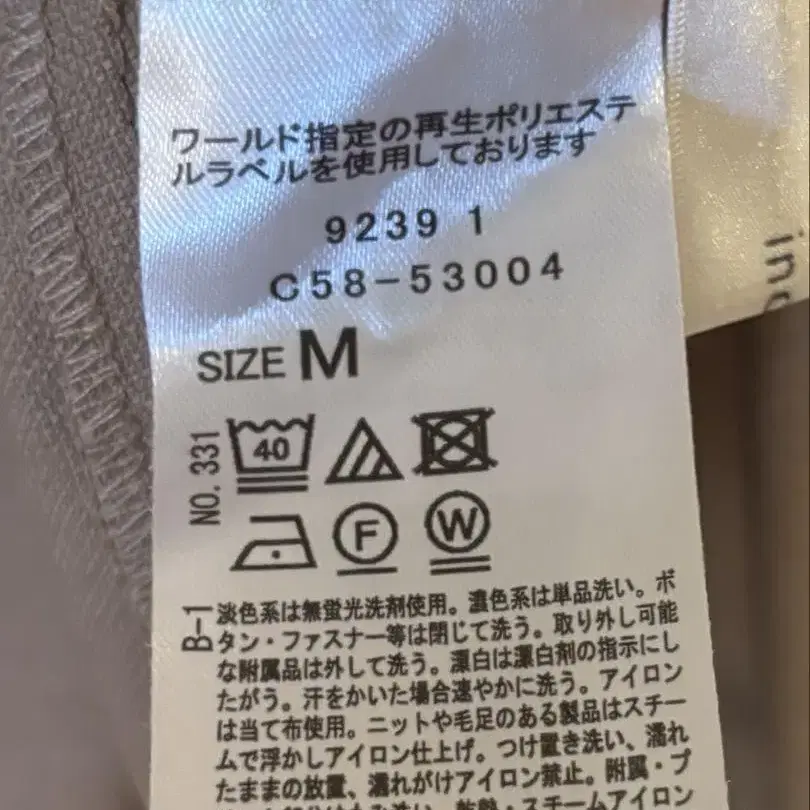 ワールド指定の再生ポリエステ
ルラベルを使用しております
9239 1
C58-53004
SIZE M
NO.331
40
F
W
B-1
淡色系は無蛍光洗剤使用。濃色系は単品洗い。ボ
タン・ファスナー等は閉じて洗う。取り外し可能
な附属品は外して洗う。漂白は漂白剤の指示にし
たがう。汗をかいた場合速やかに洗う。アイロン
は当て布使用。ニットや毛足のある製品はスチー
ムで浮かしアイロン仕上げ。つけ置き洗い、濡れ
たままの放置、濡れがけアイロン禁止。附属・プ